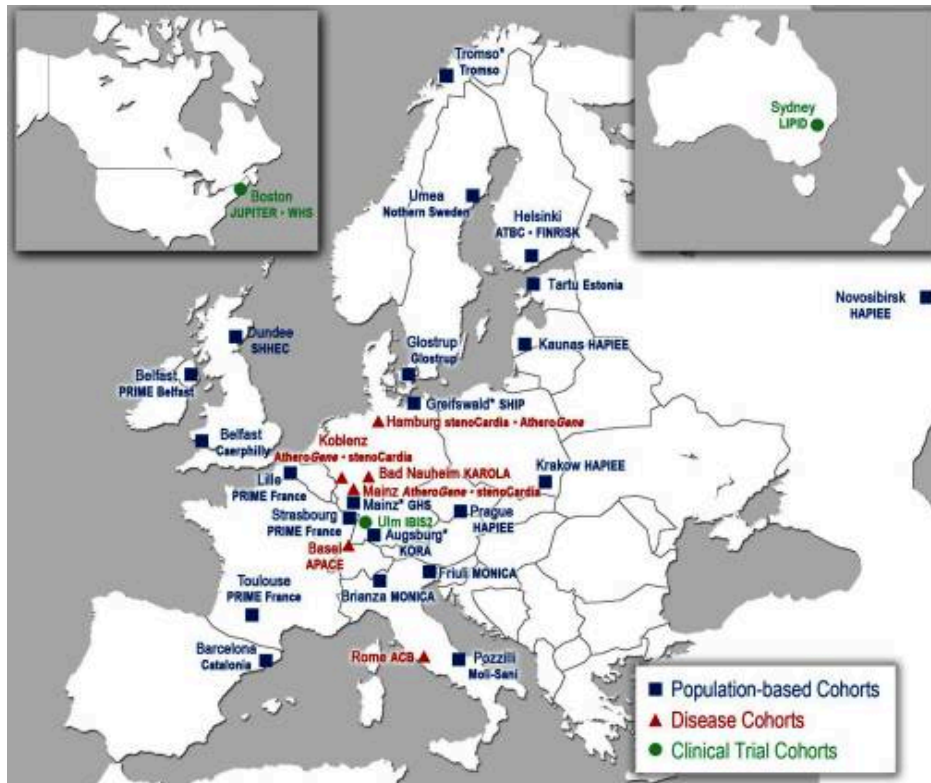 Tromso*
Tromso
Boston
JUPITER • WHS
Sydney
LIPID
Umea
Nothern Sweden
Helsinki
ATBC • FINRISK
Tartu Estonia
Novosibirsk
HAPIEE
Dundee
SHHEC
Glostrup
Glostrup
Kaunas HAPIEE
Belfast
PRIME Belfast
Greifswald* SHIP
Hamburg stenoCardia • AtheroGene
Belfast
Caerphilly
Koblenz
AtheroGene • stenoCardia
Bad Nauheim KAROLA
Krakow HAPIEE
Lille
PRIME France
Mainz AtheroGene • stenoCardia
Mainz* GHS
Prague
HAPIEE
Strasbourg
PRIME France
Ulm IBIS2
Augsburg*
KORA
Basel
APACE
Friuli MONICA
Toulouse
PRIME France
Brianza MONICA
Barcelona
Catalonia
Rome ACB
Pozzilli
Moli-Sani
Population-based Cohorts
Disease Cohorts
Clinical Trial Cohorts